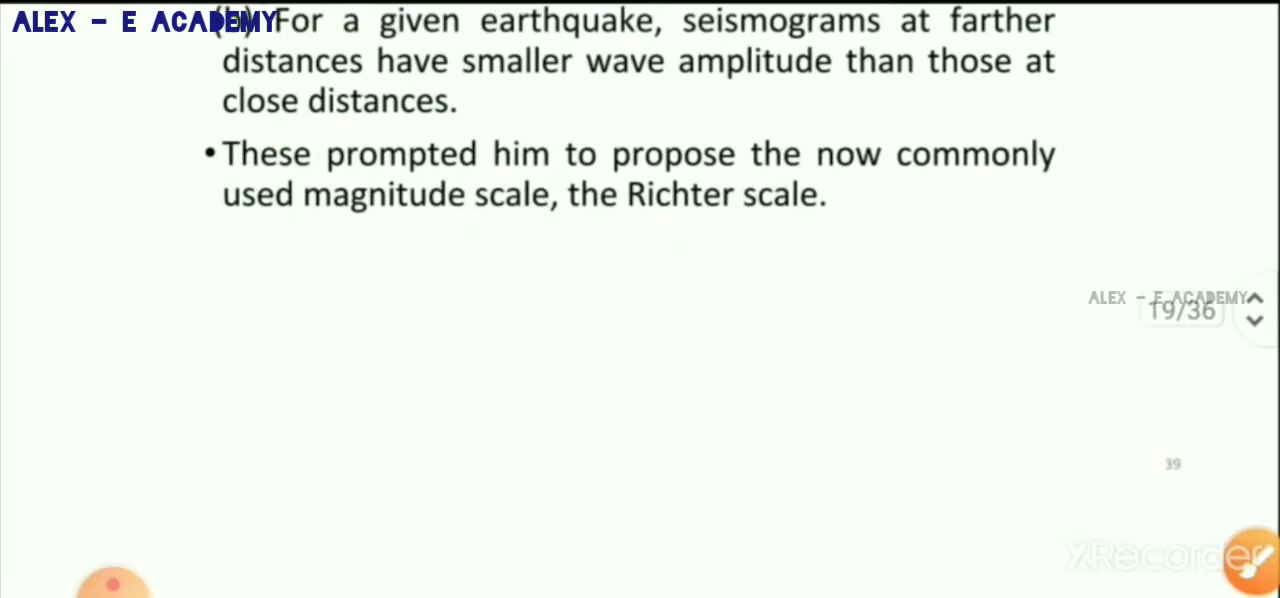 ALEX - E ACADEMY
(b) For a given earthquake, seismograms at farther
distances have smaller wave amplitude than those at
close distances.
• These prompted him to propose the now commonly
used magnitude scale, the Richter scale.
ALEX - E ACADEMY
19/36
39
XRecorder